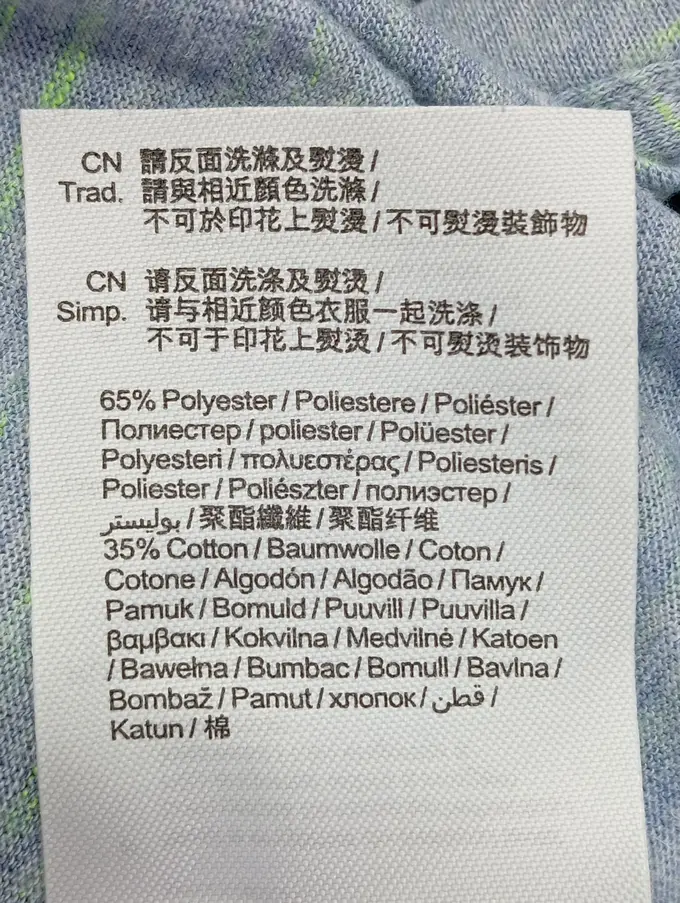 CN 請反面洗滌及熨燙/
Trad. 請與相近顏色洗滌/
不可於印花上熨燙/不可熨燙裝飾物
CN 请反面洗涤及熨烫/
Simp. 请与相近颜色衣服一起洗涤/
不可于印花上熨烫/不可熨烫装饰物
65% Polyester / Poliestere / Poliéster /
Полиестер / poliester / Polüester /
Polyesteri / πολυεστέρας / Poliesteris /
Poliester / Poliészter / полиэстер /
بوليستر / 聚酯纖維 / 聚酯纤维
35% Cotton / Baumwolle / Coton /
Cotone / Algodón / Algodão / Памук /
Pamuk / Bomuld / Puuvill / Puuvilla /
βαμβακι / Kokvilna / Medvilnė / Katoen
/ Bawełna / Bumbac / Bomull / Bavlna /
Bombaž / Pamut / хлопок / قطن /
Katun / 棉